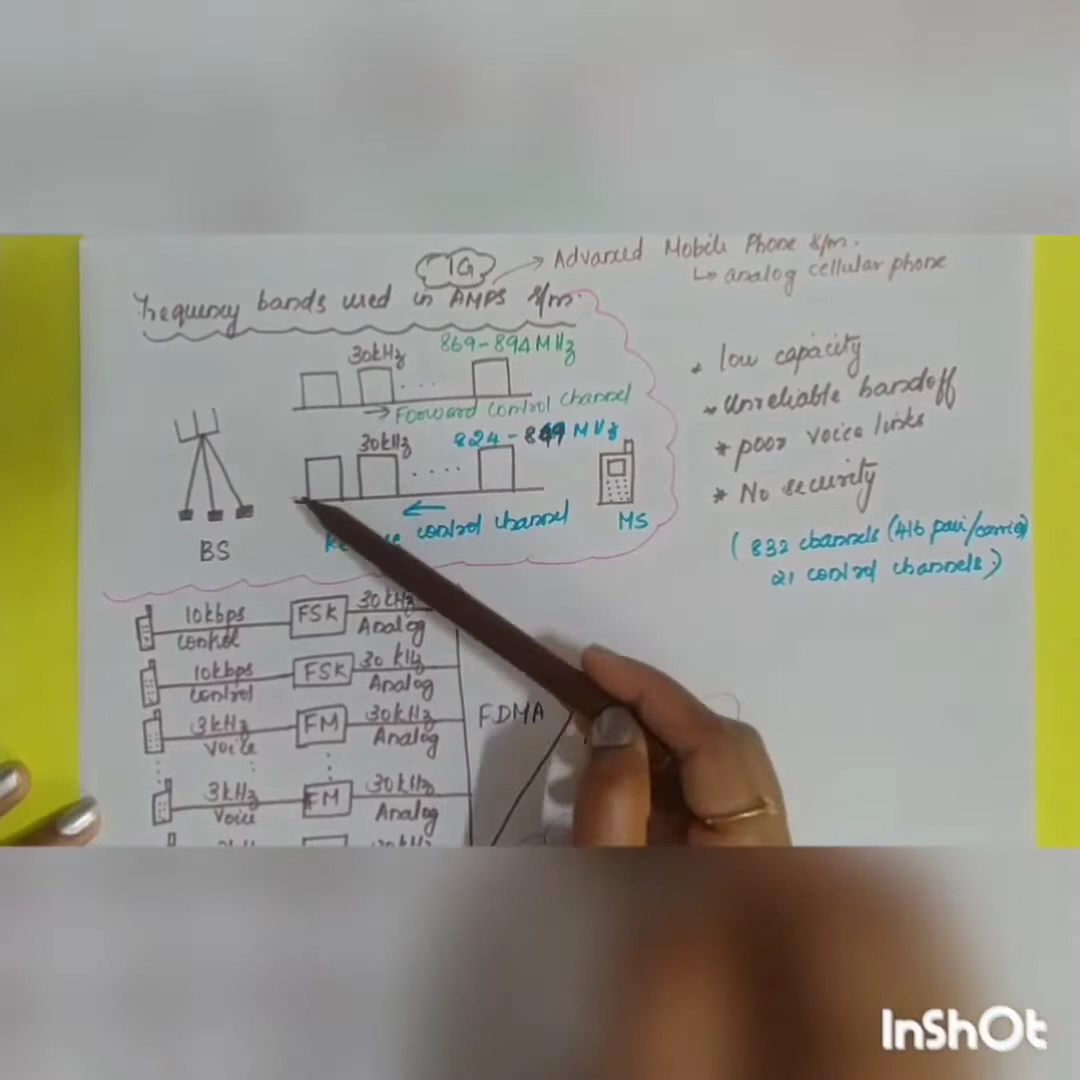 1G → Advanced Mobile Phone s/m.
↳ analog cellular phone
Frequency bands used in AMPS s/m.
30kHz 869-894 MHz
→ Forward control channel
30kHz 824-849 MHz
← control channel
BS
MS
* low capacity
* Unreliable handoff
* poor voice links
* No security
(832 channels (416 pair/carrier)
21 control channels)
10kbps FSK 30kHz
control Analog
10kbps FSK 30 kHz
control Analog
3kHz FM 30kHz
Voice Analog
FDMA
3kHz FM 30kHz
Voice Analog
InShOt